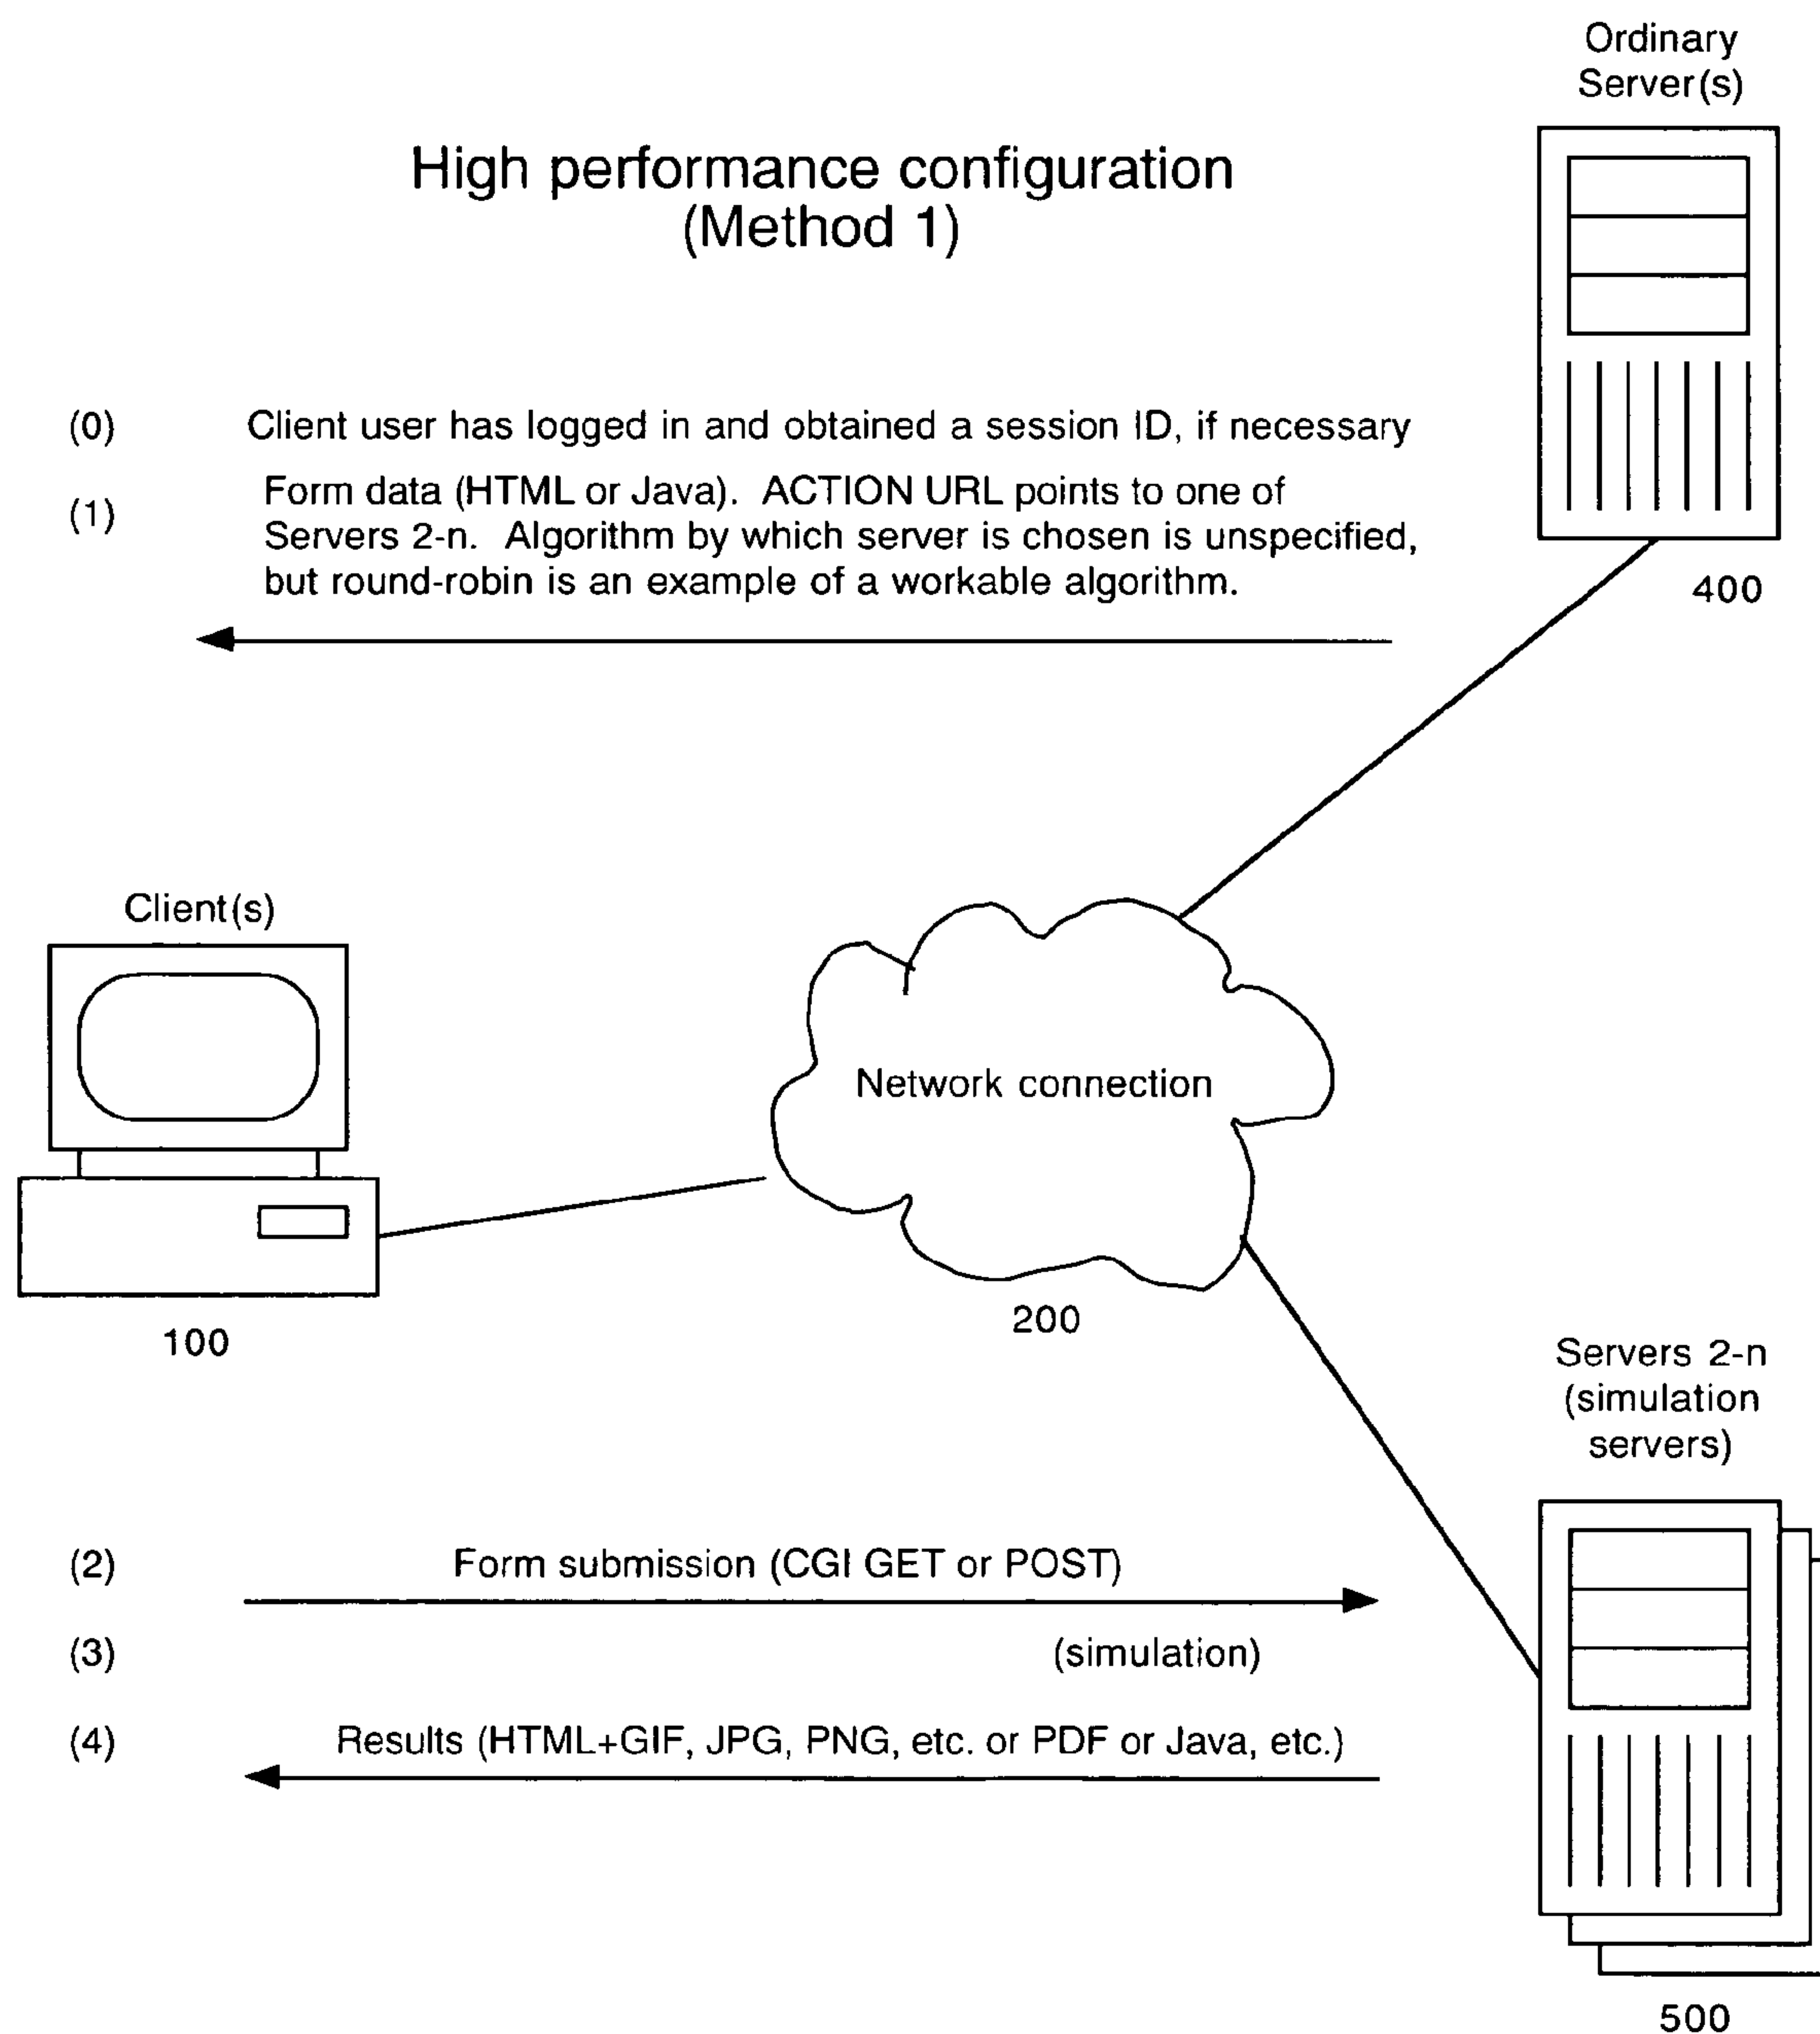 Ordinary
Server(s)
High performance configuration
(Method 1)
(0) Client user has logged in and obtained a session ID, if necessary
(1) Form data (HTML or Java). ACTION URL points to one of
Servers 2-n. Algorithm by which server is chosen is unspecified,
but round-robin is an example of a workable algorithm.
400
Client(s)
Network connection
100
200
Servers 2-n
(simulation
servers)
(2) Form submission (CGI GET or POST)
(3) (simulation)
(4) Results (HTML+GIF, JPG, PNG, etc. or PDF or Java, etc.)
500